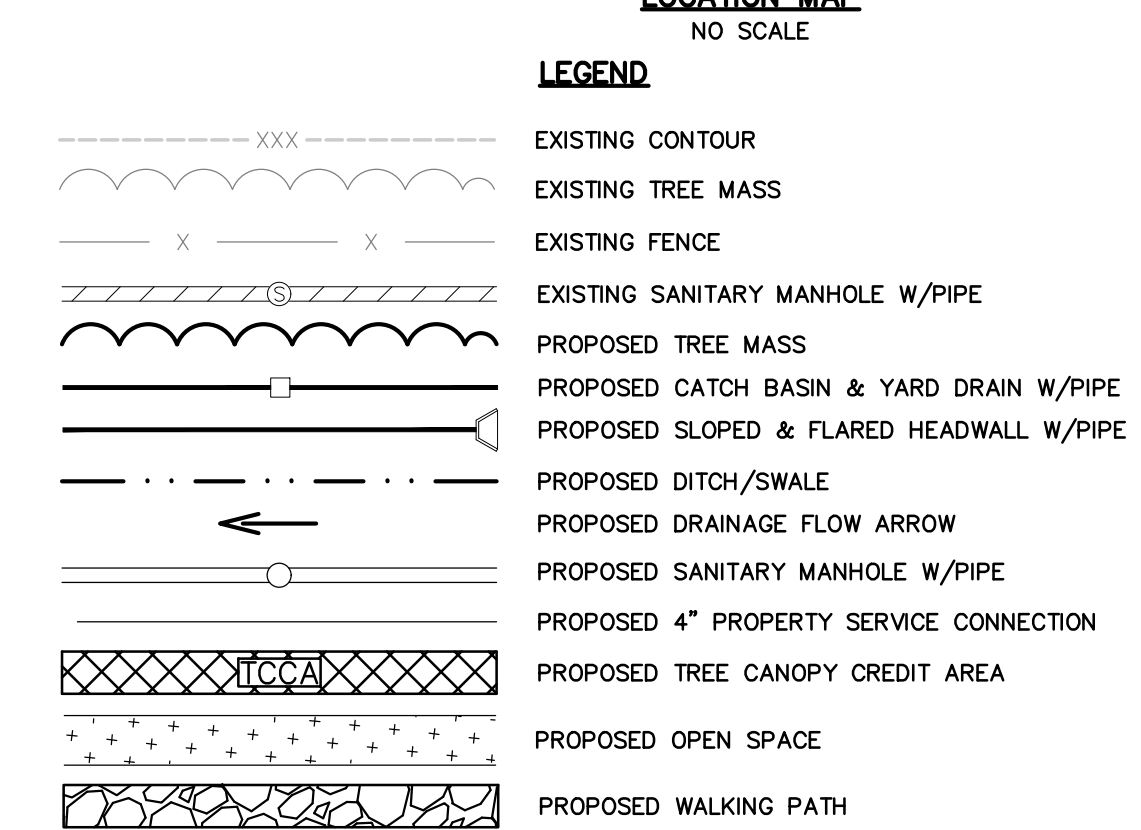 LOCATION MAP
NO SCALE
LEGEND
XXX EXISTING CONTOUR
EXISTING TREE MASS
X X EXISTING FENCE
S EXISTING SANITARY MANHOLE W/PIPE
PROPOSED TREE MASS
PROPOSED CATCH BASIN & YARD DRAIN W/PIPE
PROPOSED SLOPED & FLARED HEADWALL W/PIPE
PROPOSED DITCH/SWALE
PROPOSED DRAINAGE FLOW ARROW
PROPOSED SANITARY MANHOLE W/PIPE
PROPOSED 4" PROPERTY SERVICE CONNECTION
TCCA PROPOSED TREE CANOPY CREDIT AREA
PROPOSED OPEN SPACE
PROPOSED WALKING PATH